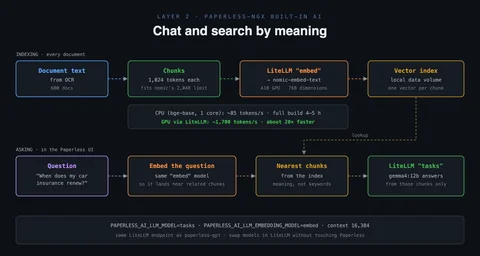 LAYER 2 · PAPERLESS-NGX BUILT-IN AI
Chat and search by meaning
INDEXING · every document
Document text
from OCR
600 docs
Chunks
1,024 tokens each
fits nomic's 2,048 limit
LiteLLM "embed"
→ nomic-embed-text
A10 GPU · 768 dimensions
Vector index
local data volume
one vector per chunk
CPU (bge-base, 1 core): ~85 tokens/s · full build 4–5 h
GPU via LiteLLM: ~1,700 tokens/s · about 20× faster
lookup
ASKING · in the Paperless UI
Question
"When does my car
insurance renew?"
Embed the question
same "embed" model
so it lands near related chunks
Nearest chunks
from the index
meaning, not keywords
LiteLLM "tasks"
gemma4:12b answers
from those chunks only
PAPERLESS_AI_LLM_MODEL=tasks · PAPERLESS_AI_LLM_EMBEDDING_MODEL=embed · context 16,384
same LiteLLM endpoint as paperless-gpt · swap models in LiteLLM without touching Paperless